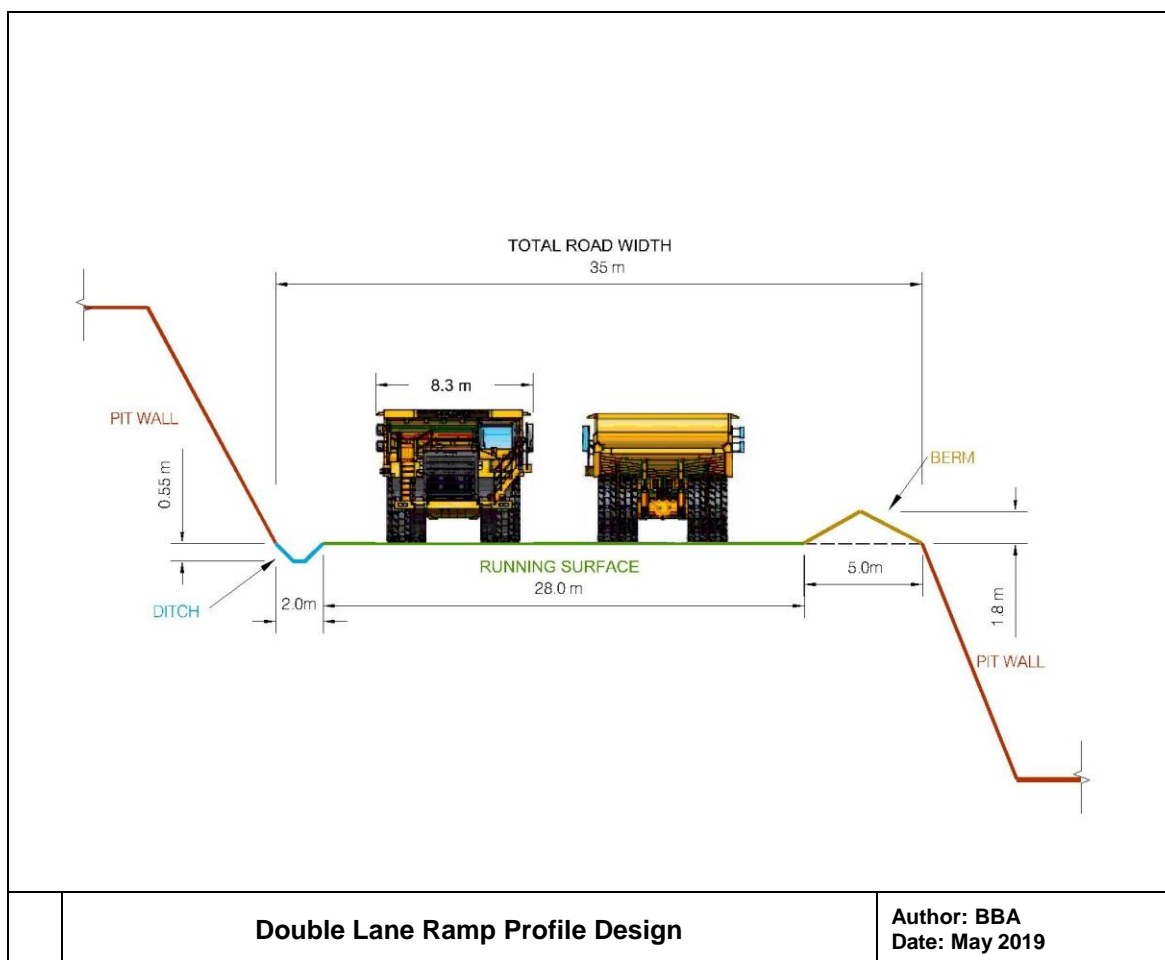 TOTAL ROAD WIDTH
35 m
8.3 m
PIT WALL
BERM
0.55 m
RUNNING SURFACE
28.0 m
5.0m
DITCH
2.0m
1.8 m
PIT WALL
Double Lane Ramp Profile Design
Author: BBA
Date: May 2019